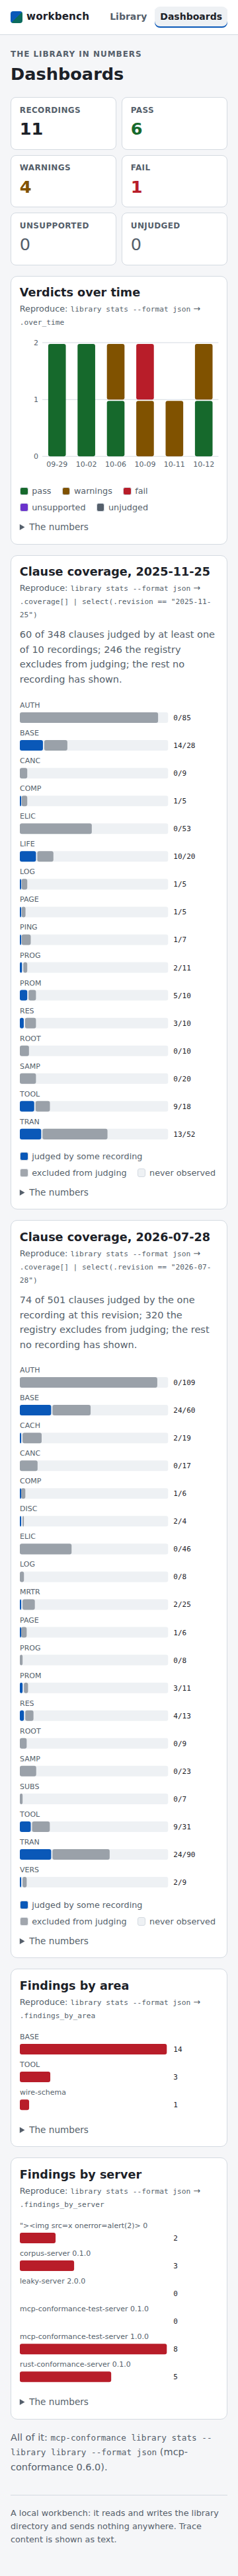 workbench Library Dashboards
THE LIBRARY IN NUMBERS
Dashboards
RECORDINGS
11
PASS
6
WARNINGS
4
FAIL
1
UNSUPPORTED
0
UNJUDGED
0
Verdicts over time
Reproduce: library stats --format json →
.over_time
2
1
0
09-29 10-02 10-06 10-09 10-11 10-12
pass warnings fail
unsupported unjudged
▶ The numbers
Clause coverage, 2025-11-25
Reproduce: library stats --format json →
.coverage[] | select(.revision == "2025-11-
25")
60 of 348 clauses judged by at least one
of 10 recordings; 246 the registry
excludes from judging; the rest no
recording has shown.
AUTH
0/85
BASE
14/28
CANC
0/9
COMP
1/5
ELIC
0/53
LIFE
10/20
LOG
1/5
PAGE
1/5
PING
1/7
PROG
2/11
PROM
5/10
RES
3/10
ROOT
0/10
SAMP
0/20
TOOL
9/18
TRAN
13/52
judged by some recording
excluded from judging never observed
▶ The numbers
Clause coverage, 2026-07-28
Reproduce: library stats --format json →
.coverage[] | select(.revision == "2026-07-
28")
74 of 501 clauses judged by the one
recording at this revision; 320 the
registry excludes from judging; the rest
no recording has shown.
AUTH
0/109
BASE
24/60
CACH
2/19
CANC
0/17
COMP
1/6
DISC
2/4
ELIC
0/46
LOG
0/8
MRTR
2/25
PAGE
1/6
PROG
0/8
PROM
3/11
RES
4/13
ROOT
0/9
SAMP
0/23
SUBS
0/7
TOOL
9/31
TRAN
24/90
VERS
2/9
judged by some recording
excluded from judging never observed
▶ The numbers
Findings by area
Reproduce: library stats --format json →
.findings_by_area
BASE
14
TOOL
3
wire-schema
1
▶ The numbers
Findings by server
Reproduce: library stats --format json →
.findings_by_server
"><img src=x onerror=alert(2)> 0
2
corpus-server 0.1.0
3
leaky-server 2.0.0
0
mcp-conformance-test-server 0.1.0
0
mcp-conformance-test-server 1.0.0
8
rust-conformance-server 0.1.0
5
▶ The numbers
All of it: mcp-conformance library stats --
library library --format json (mcp-
conformance 0.6.0).
A local workbench: it reads and writes the library
directory and sends nothing anywhere. Trace
content is shown as text.